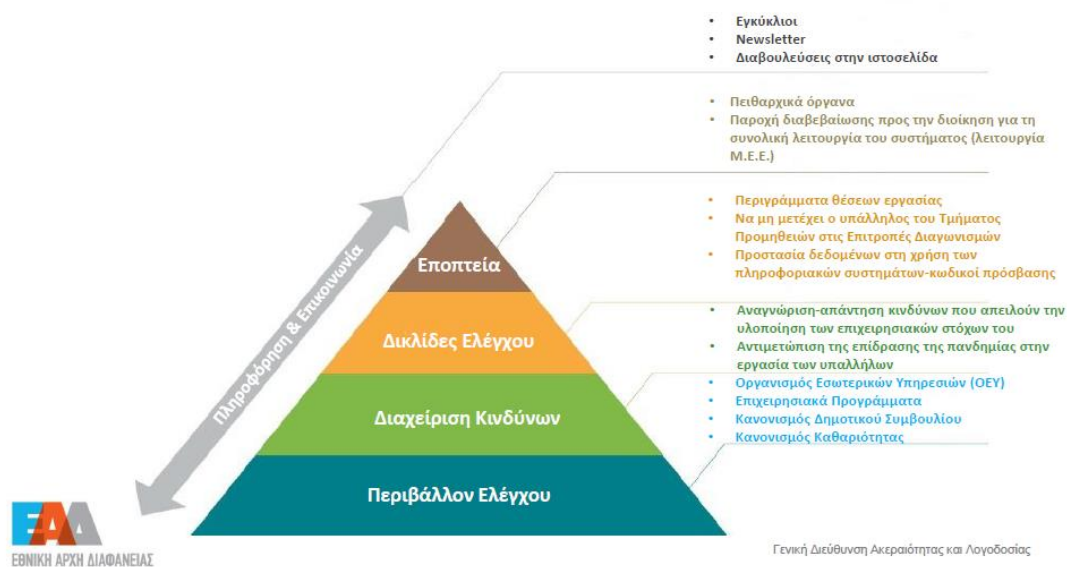 • Εγκύκλιοι
• Newsletter
• Διαβουλεύσεις στην ιστοσελίδα
• Πειθαρχικά όργανα
• Παροχή διαβεβαίωσης προς την διοίκηση για τη
συνολική λειτουργία του συστήματος (λειτουργία
Μ.Ε.Ε.)
• Περιγράμματα θέσεων εργασίας
• Να μη μετέχει ο υπάλληλος του Τμήματος
Προμηθειών στις Επιτροπές Διαγωνισμών
• Προστασία δεδομένων στη χρήση των
πληροφοριακών συστημάτων-κωδικοί πρόσβασης
• Αναγνώριση-απάντηση κινδύνων που απειλούν την
υλοποίηση των επιχειρησιακών στόχων του
• Αντιμετώπιση της επίδρασης της πανδημίας στην
εργασία των υπαλλήλων
• Οργανισμός Εσωτερικών Υπηρεσιών (ΟΕΥ)
• Επιχειρησιακά Προγράμματα
• Κανονισμός Δημοτικού Συμβουλίου
• Κανονισμός Καθαριότητας
Πληροφόρηση & Επικοινωνία
Εποπτεία
Δικλίδες Ελέγχου
Διαχείριση Κινδύνων
Περιβάλλον Ελέγχου
ΕΑΔ
ΕΘΝΙΚΗ ΑΡΧΗ ΔΙΑΦΑΝΕΙΑΣ
Γενική Διεύθυνση Ακεραιότητας και Λογοδοσίας